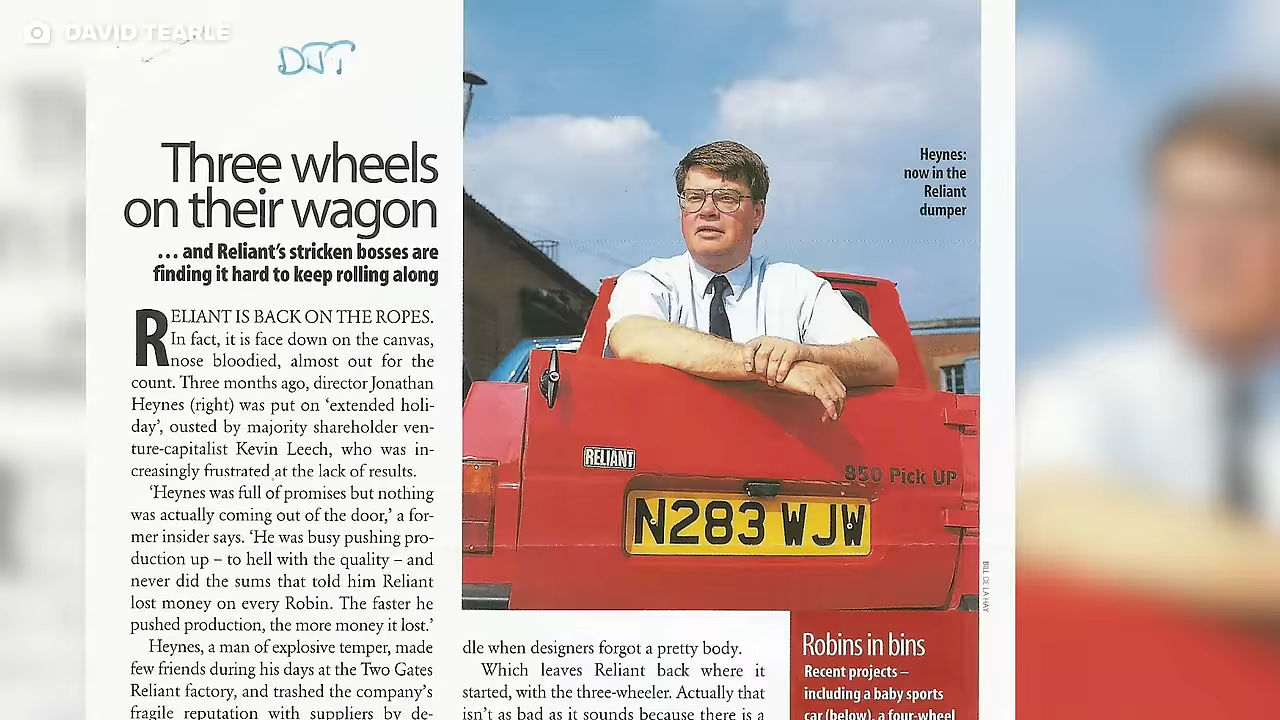 DAVID TEARLE
DJT
Three wheels
on their wagon
... and Reliant's stricken bosses are
finding it hard to keep rolling along
RELIANT IS BACK ON THE ROPES.
In fact, it is face down on the canvas,
nose bloodied, almost out for the
count. Three months ago, director Jonathan
Heynes (right) was put on 'extended holi-
day', ousted by majority shareholder ven-
ture-capitalist Kevin Leech, who was in-
creasingly frustrated at the lack of results.
'Heynes was full of promises but nothing
was actually coming out of the door,' a for-
mer insider says. 'He was busy pushing pro-
duction up – to hell with the quality – and
never did the sums that told him Reliant
lost money on every Robin. The faster he
pushed production, the more money it lost.'
Heynes, a man of explosive temper, made
few friends during his days at the Two Gates
Reliant factory, and trashed the company's
fragile reputation with suppliers by de-
Heynes:
now in the
Reliant
dumper
RELIANT
850 Pick UP
N283 WJW
BILL DE LA HAY
dle when designers forgot a pretty body.
Which leaves Reliant back where it
started, with the three-wheeler. Actually that
isn't as bad as it sounds because there is a
Robins in bins
Recent projects –
including a baby sports
car (below), a four-wheel